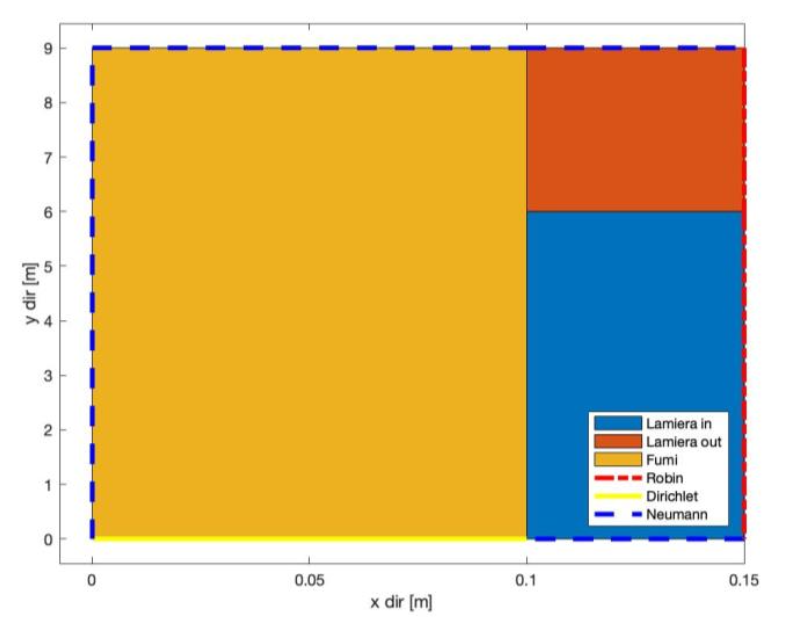 9
8
7
6
5
4
3
2
1
0
y dir [m]
Lamiera in
Lamiera out
Fumi
Robin
Dirichlet
Neumann
0 0.05 0.1 0.15
x dir [m]